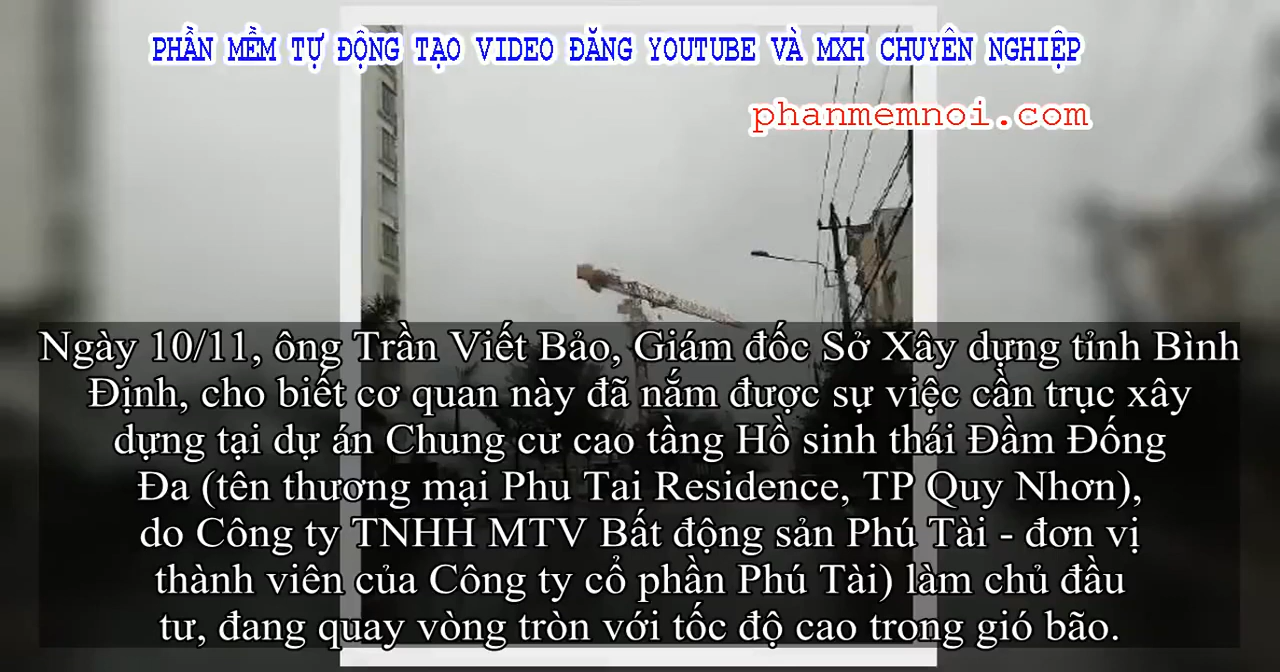 PHẦN MỀM TỰ ĐỘNG TẠO VIDEO ĐĂNG YOUTUBE VÀ MXH CHUYÊN NGHIỆP
phanmemnoi.com
Ngày 10/11, ông Trần Viết Bảo, Giám đốc Sở Xây dựng tỉnh Bình
Định, cho biết cơ quan này đã nắm được sự việc cần trục xây
dựng tại dự án Chung cư cao tầng Hồ sinh thái Đầm Đống
Đa (tên thương mại Phu Tai Residence, TP Quy Nhơn),
do Công ty TNHH MTV Bất động sản Phú Tài - đơn vị
thành viên của Công ty cổ phần Phú Tài) làm chủ đầu
tư, đang quay vòng tròn với tốc độ cao trong gió bão.